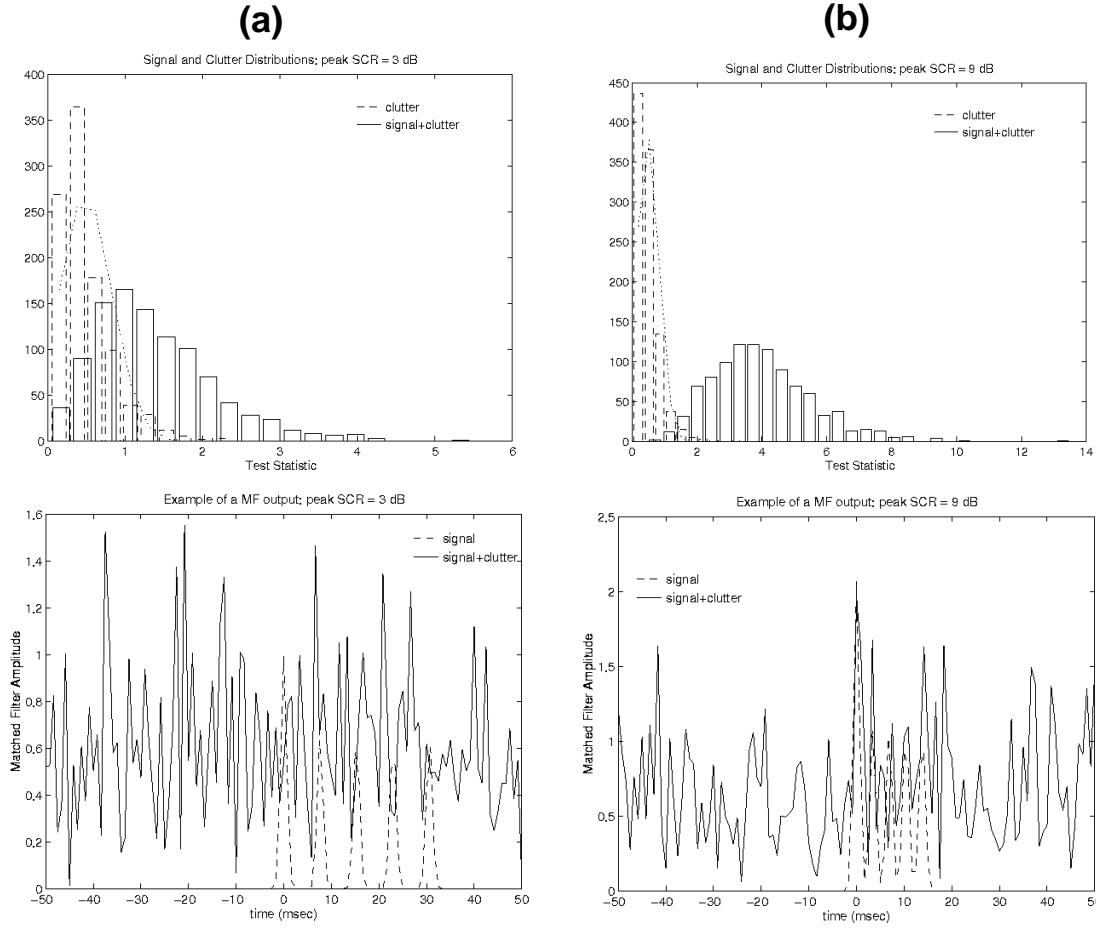 (a)
Signal and Clutter Distributions: peak SCR = 3 dB
400
350
300
250
200
150
100
50
0
clutter
signal+clutter
0 1 2 3 4 5 6
Test Statistic
Example of a MF output: peak SCR = 3 dB
1.6
1.4
1.2
1
0.8
0.6
0.4
0.2
0
Matched Filter Amplitude
signal
signal+clutter
−50 −40 −30 −20 −10 0 10 20 30 40 50
time (msec)
(b)
Signal and Clutter Distributions: peak SCR = 9 dB
450
400
350
300
250
200
150
100
50
0
clutter
signal+clutter
0 2 4 6 8 10 12 14
Test Statistic
Example of a MF output: peak SCR = 9 dB
2.5
2
1.5
1
0.5
0
Matched Filter Amplitude
signal
signal+clutter
−50 −40 −30 −20 −10 0 10 20 30 40 50
time (msec)